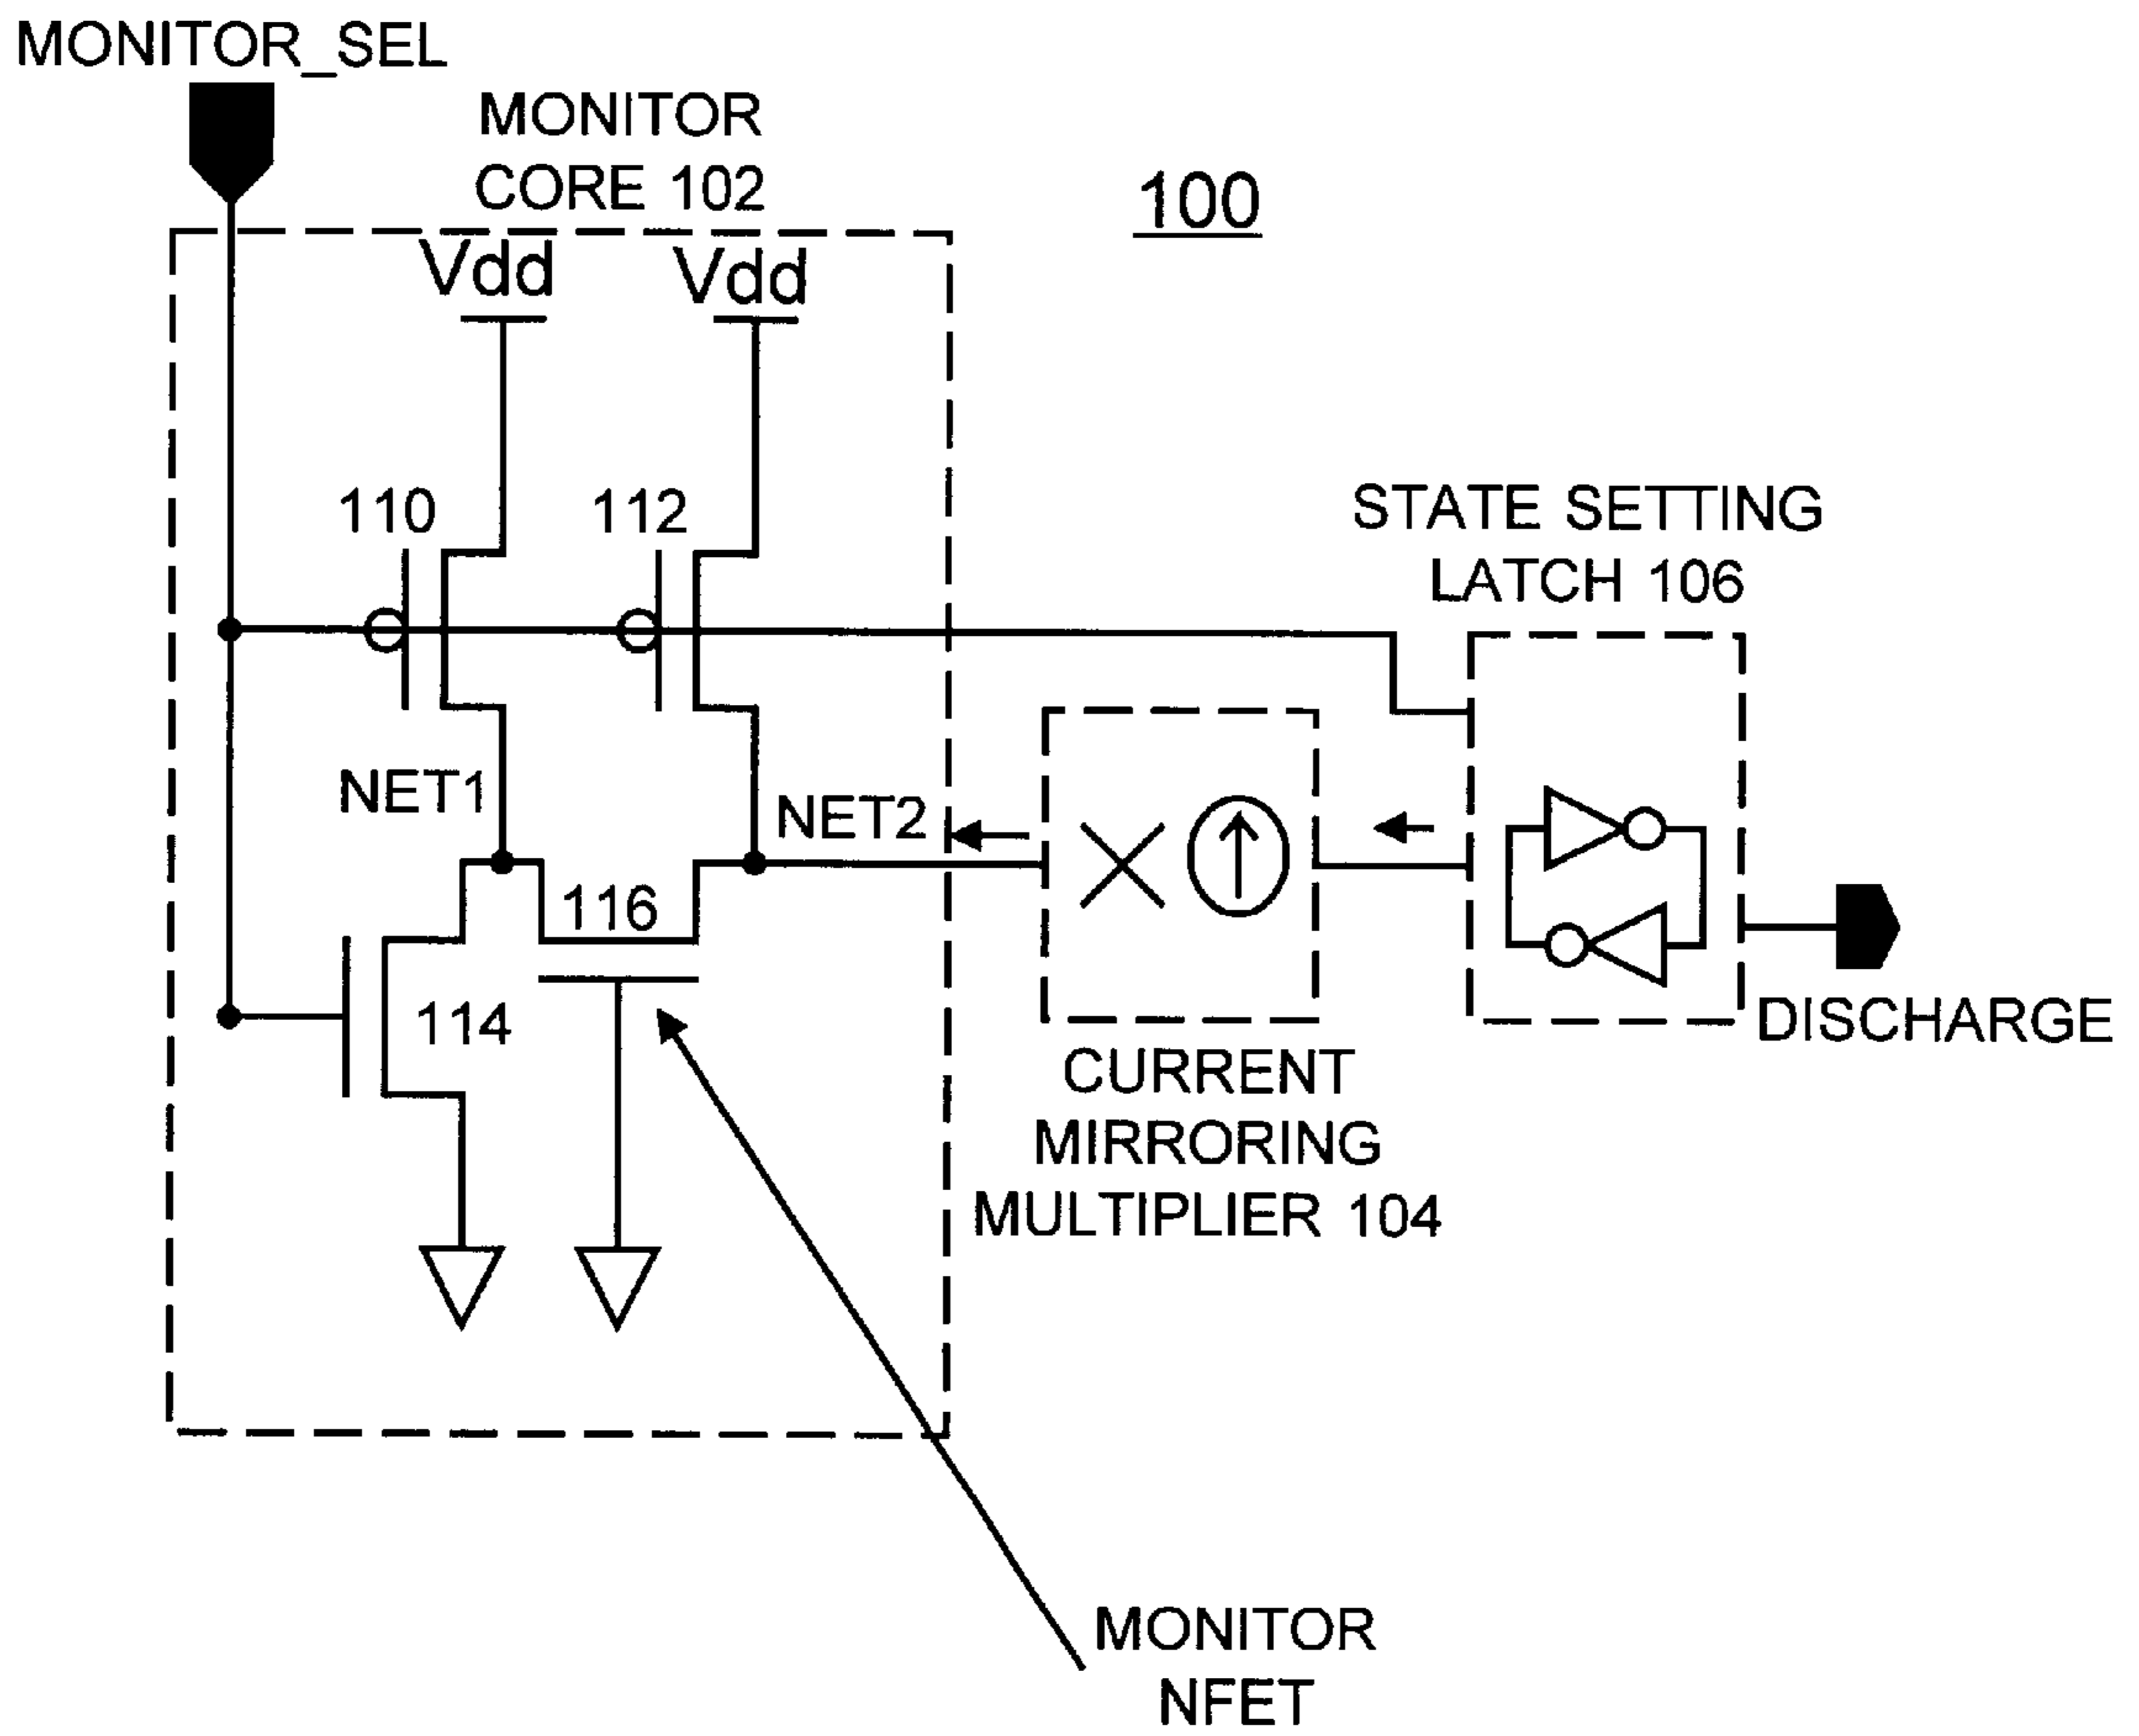 MONITOR_SEL
MONITOR
CORE 102
100
Vdd
Vdd
110
112
STATE SETTING
LATCH 106
NET1
NET2
116
114
DISCHARGE
CURRENT
MIRRORING
MULTIPLIER 104
MONITOR
NFET